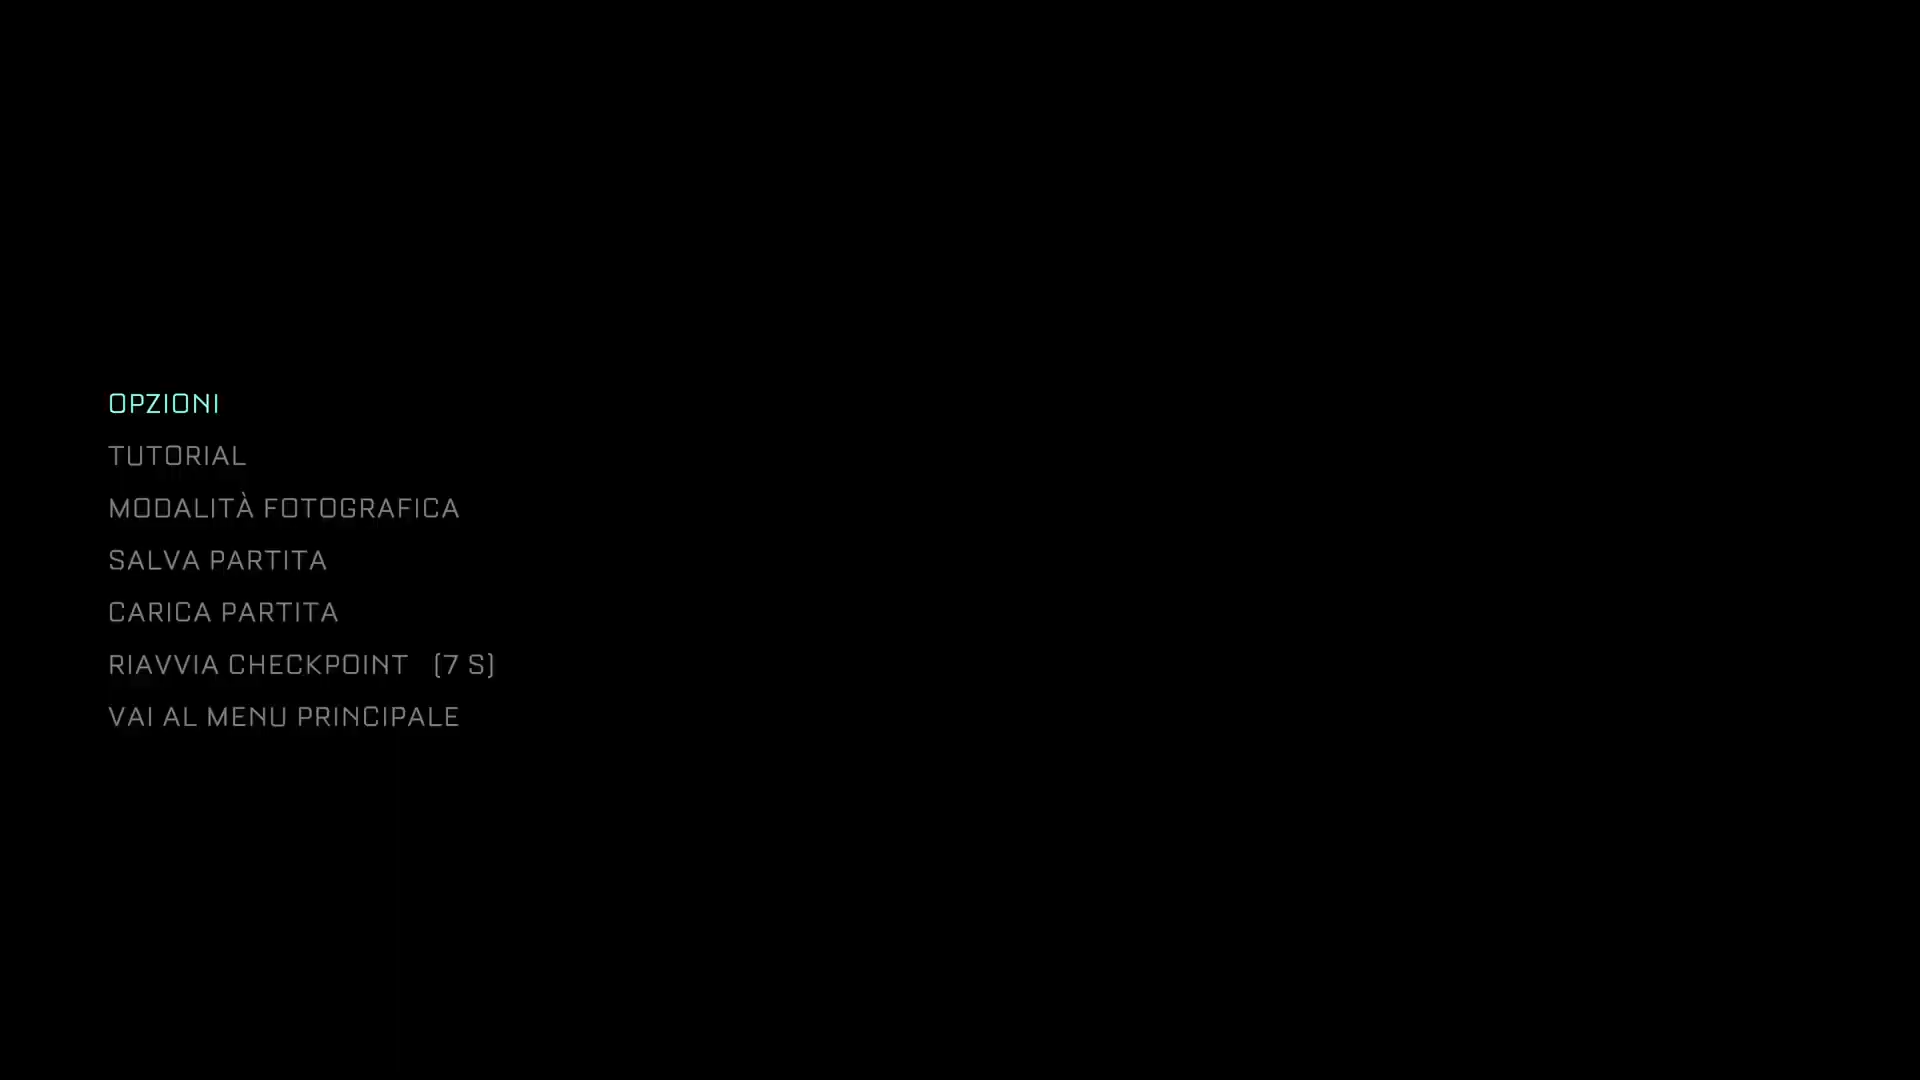 OPZIONI
TUTORIAL
MODALITÀ FOTOGRAFICA
SALVA PARTITA
CARICA PARTITA
RIAVVIA CHECKPOINT (7 S)
VAI AL MENU PRINCIPALE